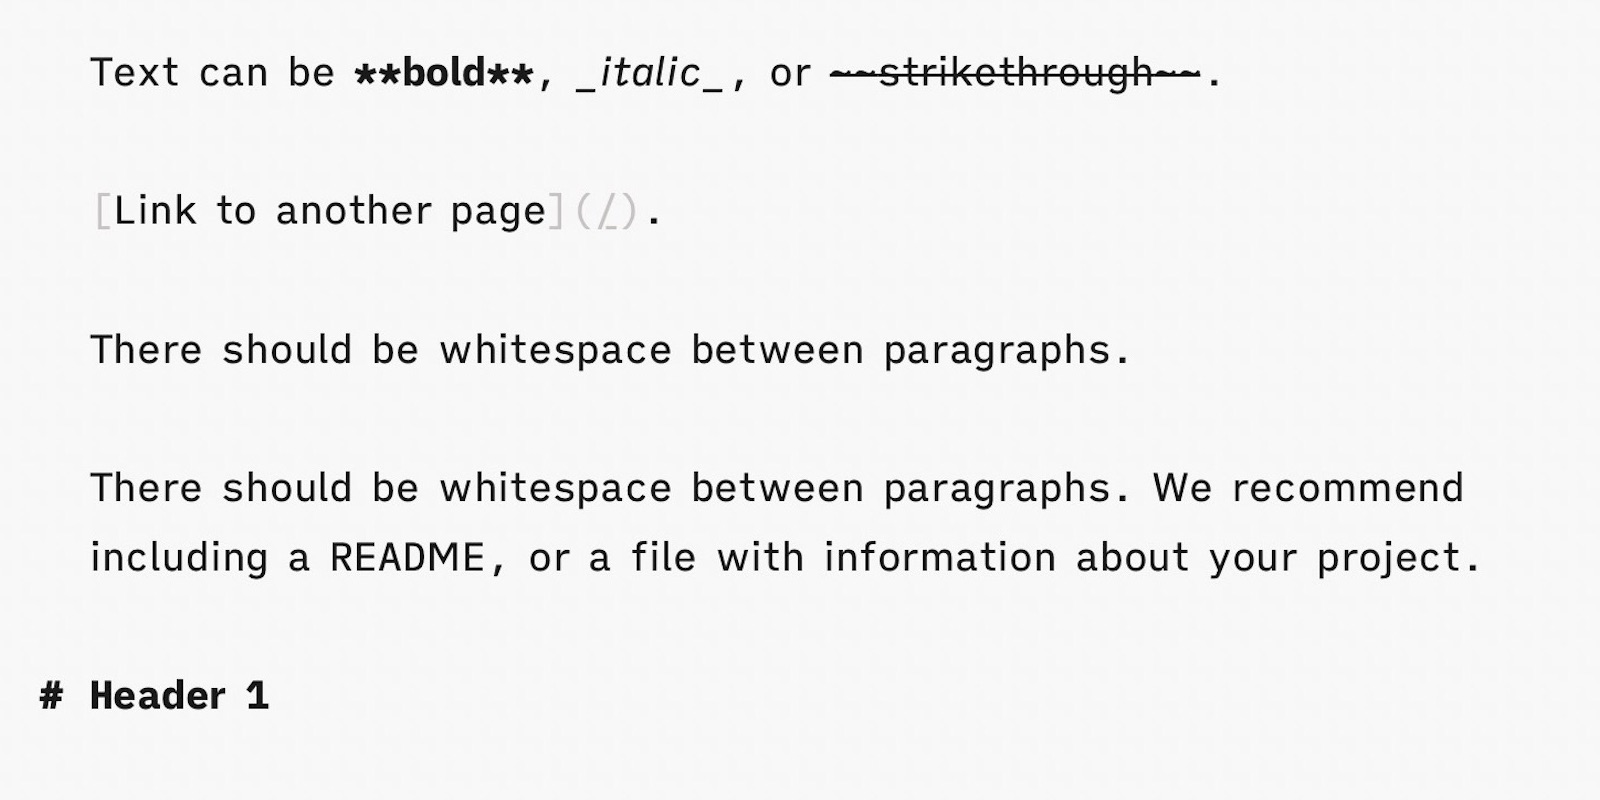 Text can be **bold**, _italic_, or ~~strikethrough~~.
[Link to another page](/).
There should be whitespace between paragraphs.
There should be whitespace between paragraphs. We recommend
including a README, or a file with information about your project.
# Header 1